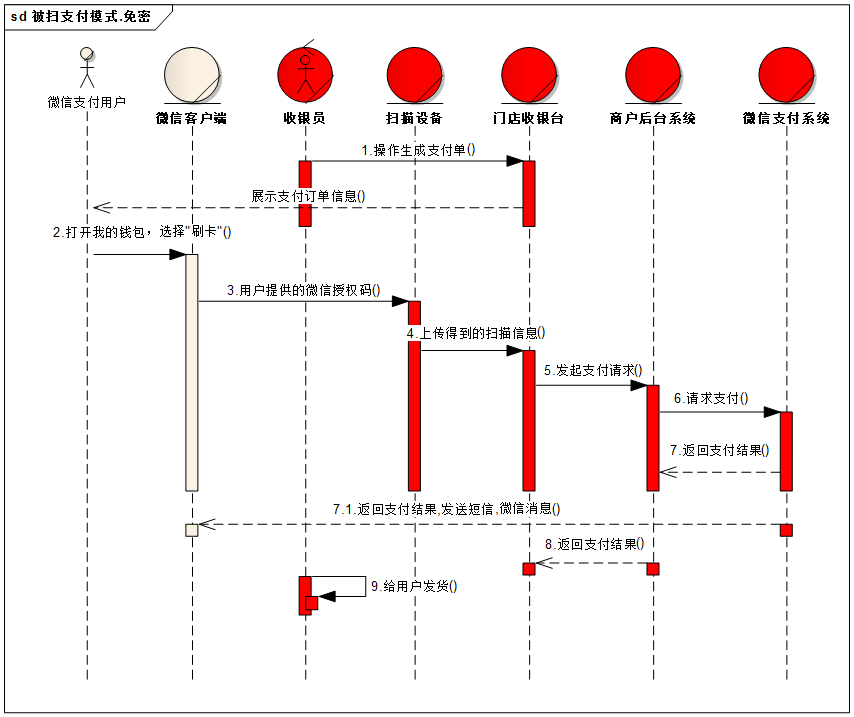 sd 被扫支付模式.免密
微信支付用户
微信客户端
收银员
扫描设备
门店收银台
商户后台系统
微信支付系统
1.操作生成支付单()
展示支付订单信息()
2.打开我的钱包，选择"刷卡"()
3.用户提供的微信授权码()
4.上传得到的扫描信息()
5.发起支付请求()
6.请求支付()
7.返回支付结果()
7.1.返回支付结果,发送短信,微信消息()
8.返回支付结果()
9.给用户发货()